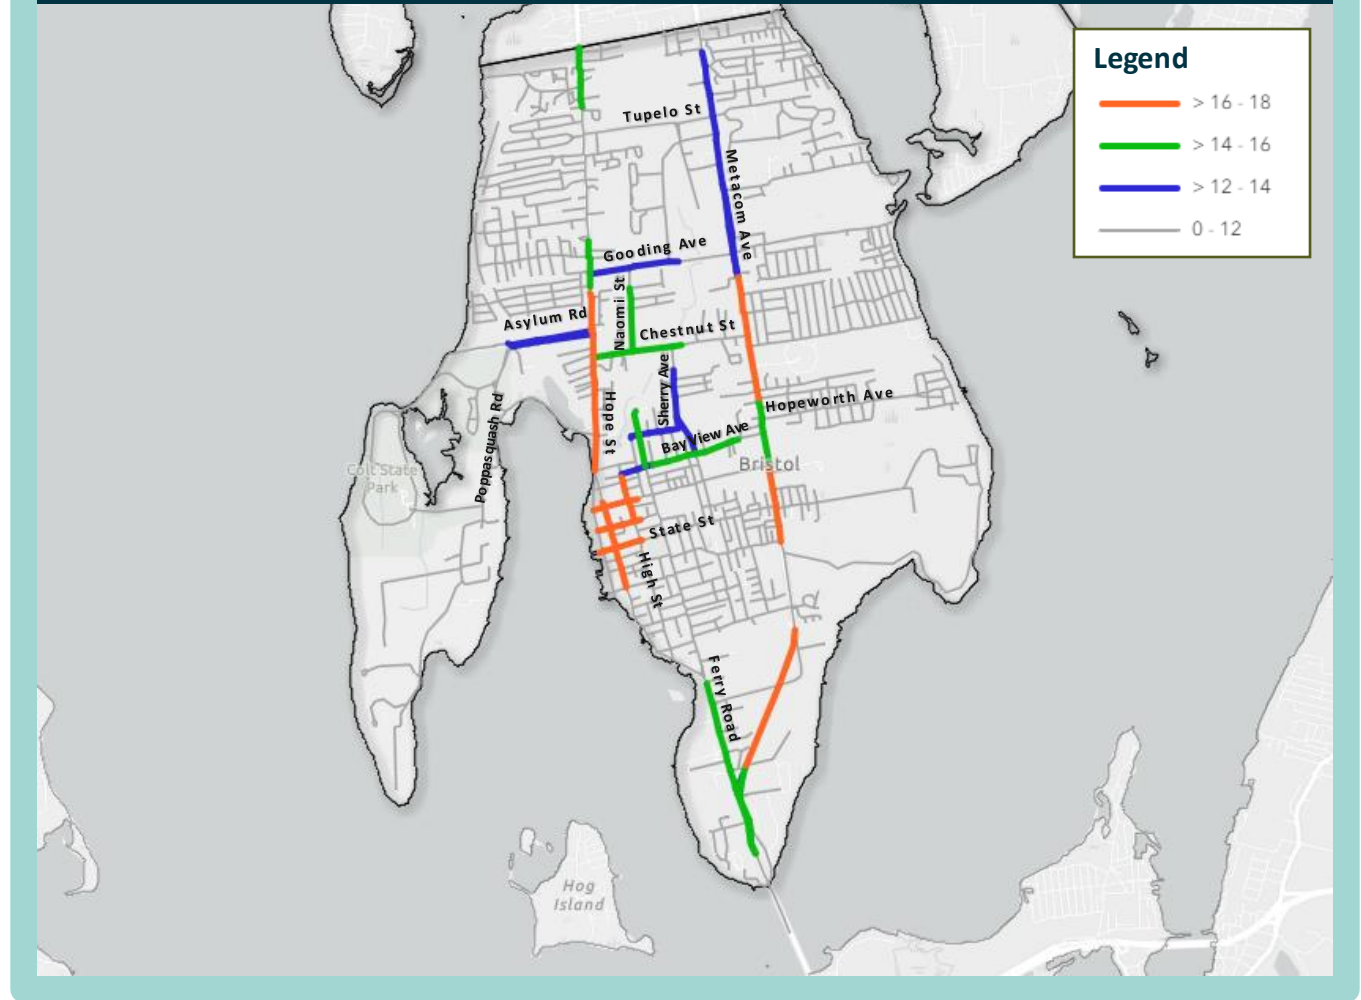 Legend
> 16 - 18
> 14 - 16
> 12 - 14
0 - 12
Tupelo St
Metacom Ave
Gooding Ave
Naomi St
Asylum Rd
Chestnut St
Sherry Ave
Hope St
Hopeworth Ave
Poppasquash Rd
BayView Ave
Bristol
Colt State
Park
State St
High St
Ferry Road
Hog
Island